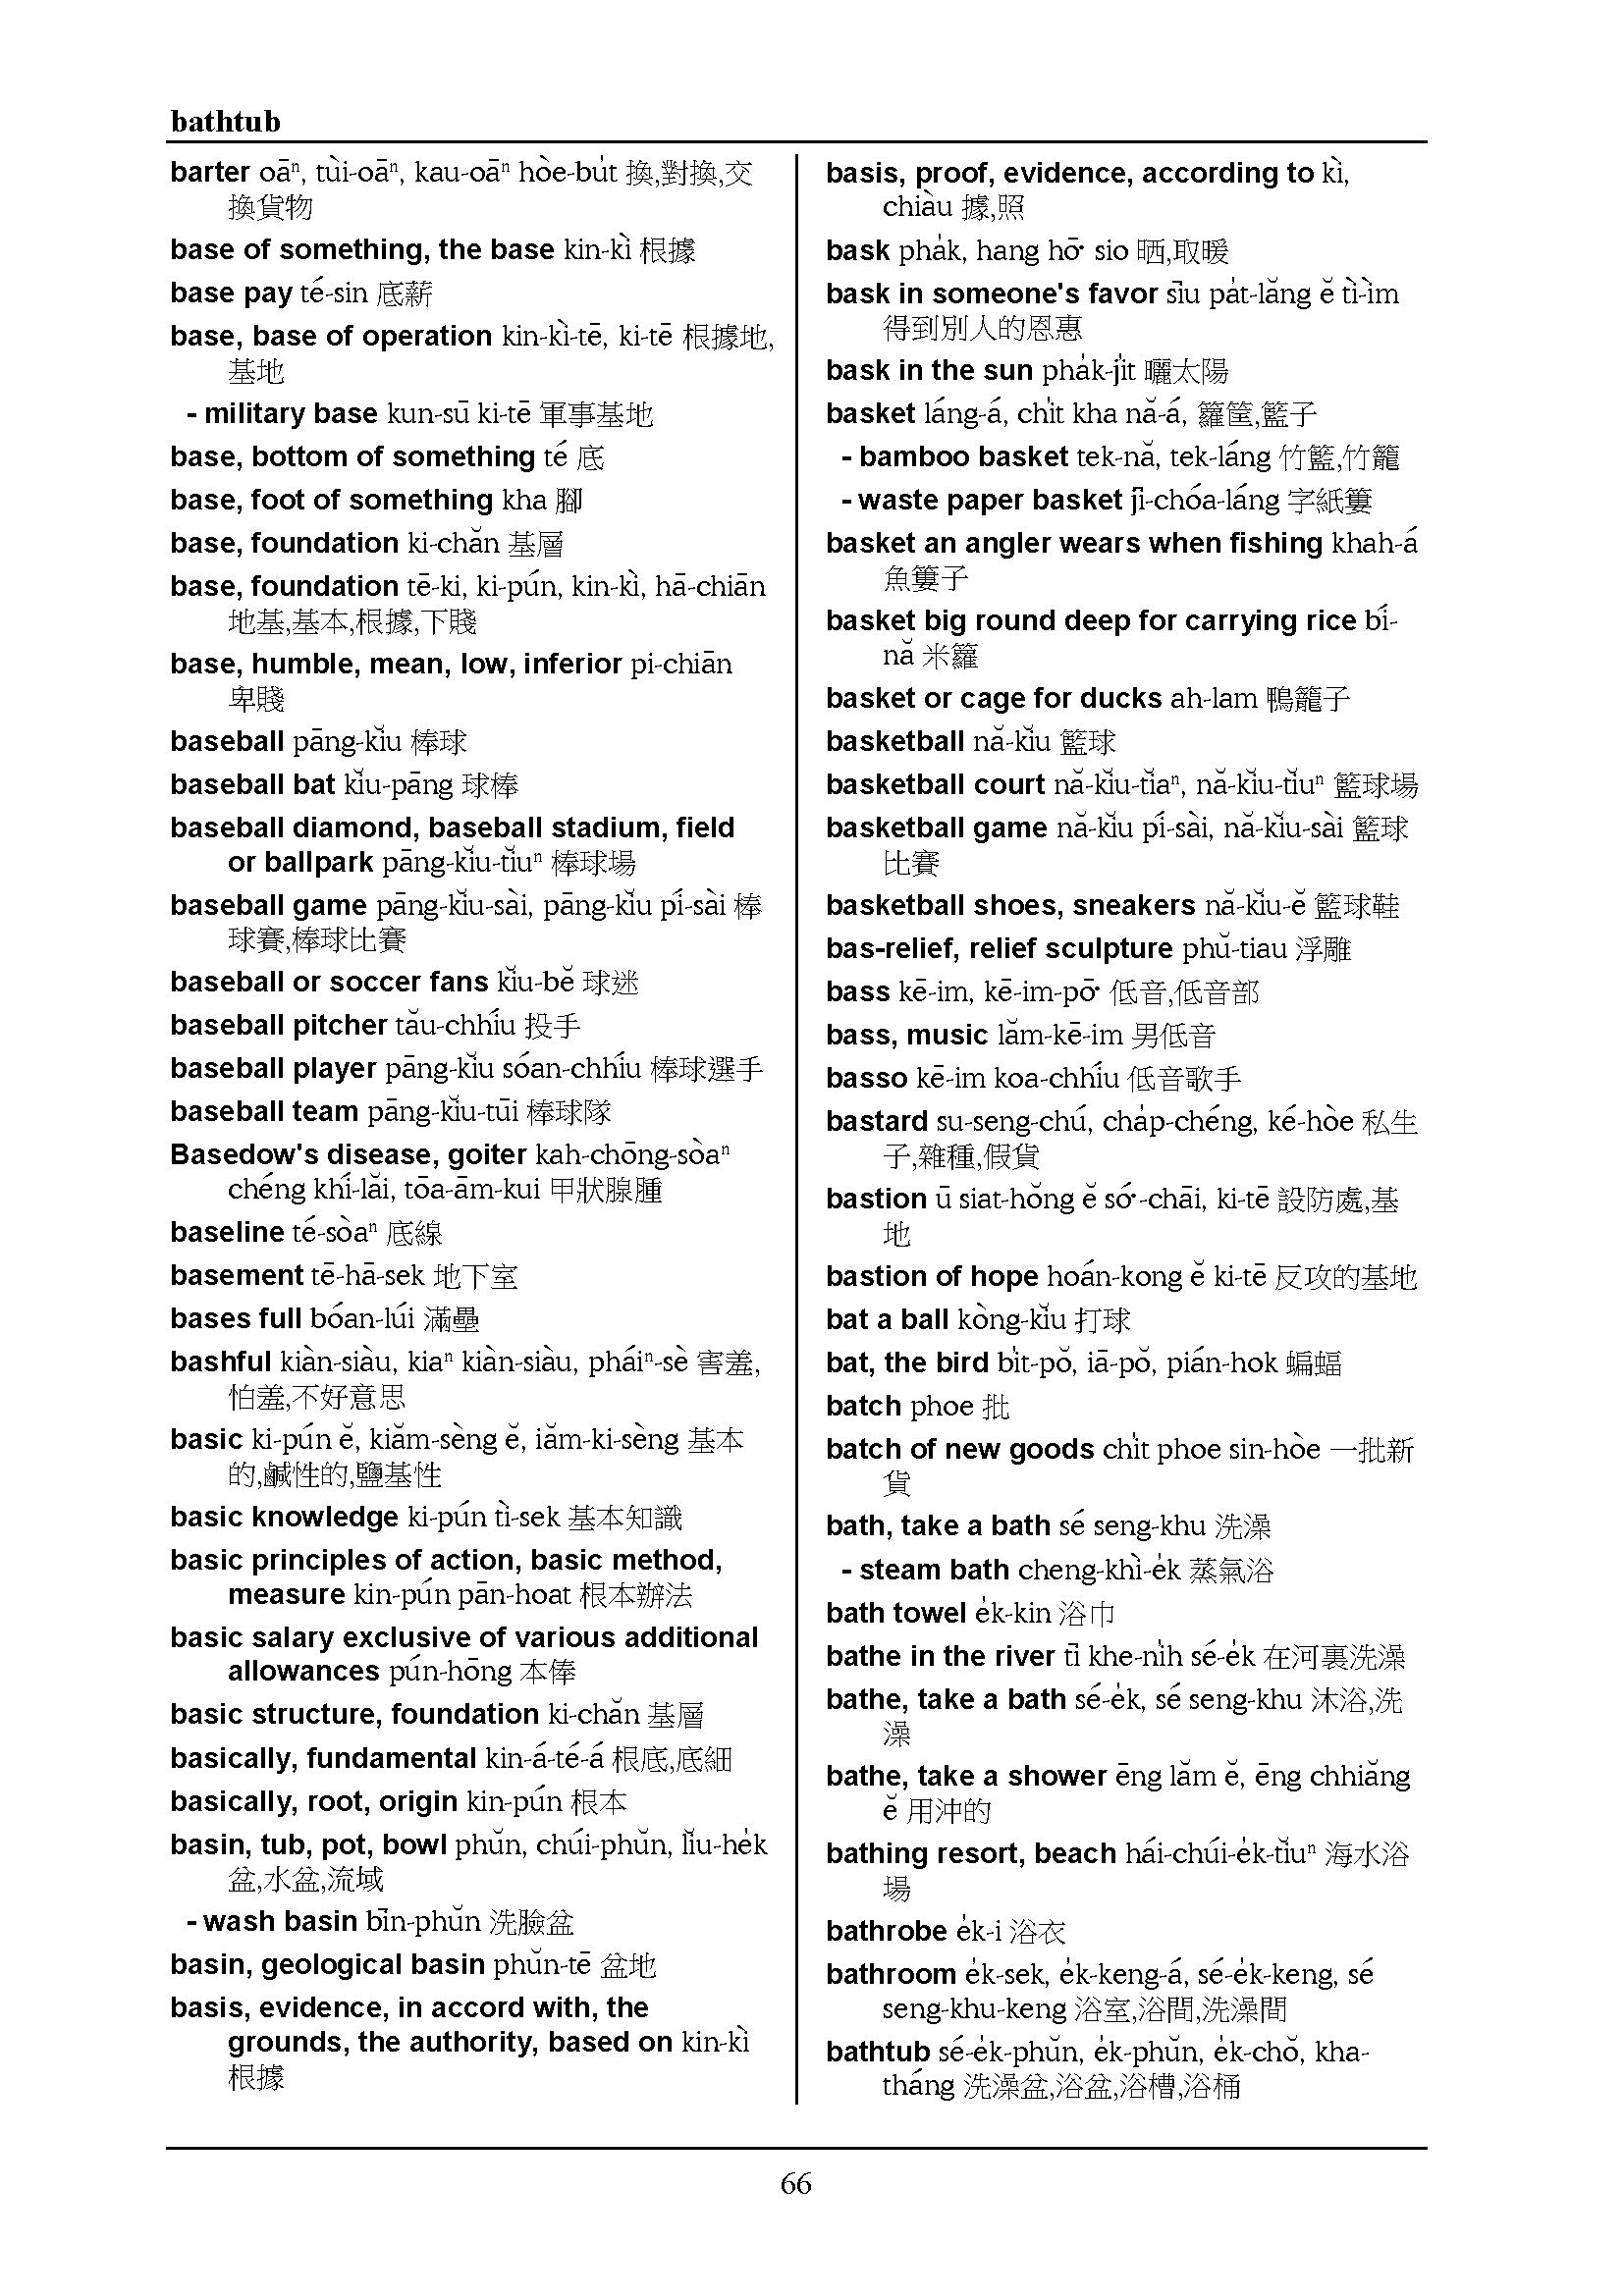 bathtub
barter oāⁿ, tùi-oāⁿ, kau-oāⁿ hòe-bu̍t 換,對換,交
換貨物
base of something, the base kin-kì 根據
base pay té-sin 底薪
base, base of operation kin-kì-tē, ki-tē 根據地,
基地
- military base kun-sū ki-tē 軍事基地
base, bottom of something té 底
base, foot of something kha 腳
base, foundation ki-chăn 基層
base, foundation tē-ki, ki-pún, kin-kì, hā-chiān
地基,基本,根據,下賤
base, humble, mean, low, inferior pi-chiān
卑賤
baseball pāng-kĭu 棒球
baseball bat kĭu-pāng 球棒
baseball diamond, baseball stadium, field
or ballpark pāng-kĭu-tĭuⁿ 棒球場
baseball game pāng-kĭu-sài, pāng-kĭu pí-sài 棒
球賽,棒球比賽
baseball or soccer fans kĭu-bĕ 球迷
baseball pitcher tău-chhíu 投手
baseball player pāng-kĭu sóan-chhíu 棒球選手
baseball team pāng-kĭu-tūi 棒球隊
Basedow's disease, goiter kah-chōng-sòaⁿ
chéng khí-lăi, tōa-ām-kui 甲狀腺腫
baseline té-sòaⁿ 底線
basement tē-hā-sek 地下室
bases full bóan-lúi 滿壘
bashful kiàn-siàu, kiaⁿ kiàn-siàu, pháiⁿ-sè 害羞,
怕羞,不好意思
basic ki-pún ĕ, kiăm-sèng ĕ, iăm-ki-sèng 基本
的,鹹性的,鹽基性
basic knowledge ki-pún tì-sek 基本知識
basic principles of action, basic method,
measure kin-pún pān-hoat 根本辦法
basic salary exclusive of various additional
allowances pún-hōng 本俸
basic structure, foundation ki-chăn 基層
basically, fundamental kin-á-té-á 根底,底細
basically, root, origin kin-pún 根本
basin, tub, pot, bowl phŭn, chúi-phŭn, lĭu-he̍k
盆,水盆,流域
- wash basin bīn-phŭn 洗臉盆
basin, geological basin phŭn-tē 盆地
basis, evidence, in accord with, the
grounds, the authority, based on kin-kì
根據
basis, proof, evidence, according to kì,
chiàu 據,照
bask pha̍k, hang hō͘ sio 晒,取暖
bask in someone's favor sīu pa̍t-lăng ĕ tì-ìm
得到別人的恩惠
bask in the sun pha̍k-ji̍t 曬太陽
basket láng-á, chi̍t kha nă-á, 籮筐,籃子
- bamboo basket tek-nă, tek-láng 竹籃,竹籠
- waste paper basket jī-chóa-láng 字紙簍
basket an angler wears when fishing khah-á
魚簍子
basket big round deep for carrying rice bí-
nă 米籮
basket or cage for ducks ah-lam 鴨籠子
basketball nă-kĭu 籃球
basketball court nă-kĭu-tĭaⁿ, nă-kĭu-tĭuⁿ 籃球場
basketball game nă-kĭu pí-sài, nă-kĭu-sài 籃球
比賽
basketball shoes, sneakers nă-kĭu-ĕ 籃球鞋
bas-relief, relief sculpture phŭ-tiau 浮雕
bass kē-im, kē-im-pō͘ 低音,低音部
bass, music lăm-kē-im 男低音
basso kē-im koa-chhíu 低音歌手
bastard su-seng-chú, cha̍p-chéng, ké-hòe 私生
子,雜種,假貨
bastion ū siat-hŏng ĕ só͘-chāi, ki-tē 設防處,基
地
bastion of hope hoán-kong ĕ ki-tē 反攻的基地
bat a ball kòng-kĭu 打球
bat, the bird bi̍t-pŏ, iā-pŏ, pián-hok 蝙蝠
batch phoe 批
batch of new goods chi̍t phoe sin-hòe 一批新
貨
bath, take a bath sé seng-khu 洗澡
- steam bath cheng-khì-e̍k 蒸氣浴
bath towel e̍k-kin 浴巾
bathe in the river tī khe-ni̍h sé-e̍k 在河裏洗澡
bathe, take a bath sé-e̍k, sé seng-khu 沐浴,洗
澡
bathe, take a shower ēng lăm ĕ, ēng chhiăng
ĕ 用沖的
bathing resort, beach hái-chúi-e̍k-tĭuⁿ 海水浴
場
bathrobe e̍k-i 浴衣
bathroom e̍k-sek, e̍k-keng-á, sé-e̍k-keng, sé
seng-khu-keng 浴室,浴間,洗澡間
bathtub sé-e̍k-phŭn, e̍k-phŭn, e̍k-chŏ, kha-
tháng 洗澡盆,浴盆,浴槽,浴桶
66